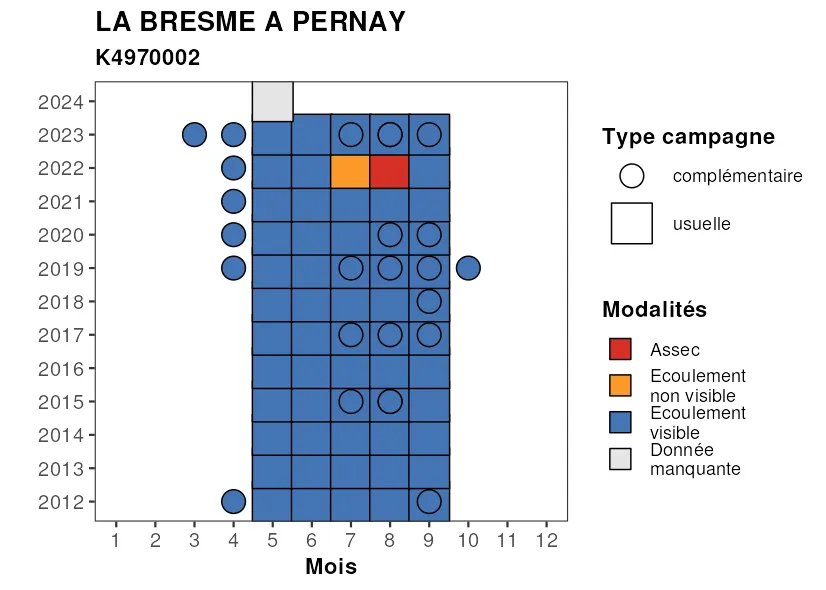 LA BRESME A PERNAY
K4970002
2024
2023
2022
2021
2020
2019
2018
2017
2016
2015
2014
2013
2012
1 2 3 4 5 6 7 8 9 10 11 12
Mois
Type campagne
complémentaire
usuelle
Modalités
Assec
Ecoulement
non visible
Ecoulement
visible
Donnée
manquante